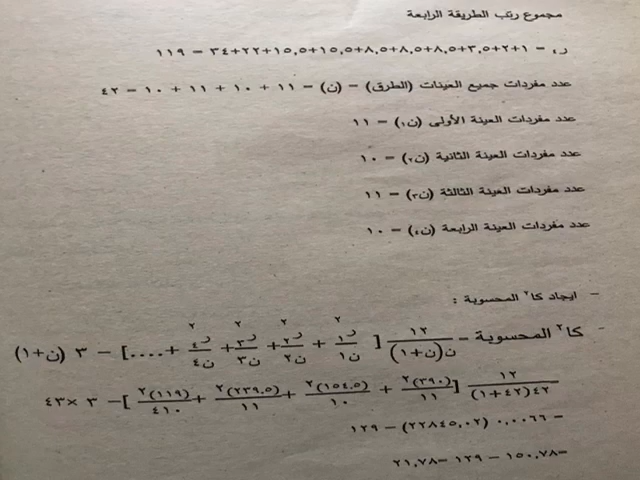 مجموع رتب الطريقة الرابعة
ر٤ = ١+٢+٣,٥+٨,٥+٨,٥+٨,٥+١٥,٥+١٥,٥+٢٢+٣٤ = ١١٩
عدد مفردات جميع العينات (الطرق) = (ن) = ١١ + ١٠ + ١١ + ١٠ = ٤٢
عدد مفردات العينة الأولى (ن١) = ١١
عدد مفردات العينة الثانية (ن٢) = ١٠
عدد مفردات العينة الثالثة (ن٣) = ١١
عدد مفردات العينة الرابعة (ن٤) = ١٠
- ايجاد كا٢ المحسوبة :
- كا٢ المحسوبة = ١٢/ن(ن+١) [ ر١٢/ن١ + ر٢٢/ن٢ + ر٣٢/ن٣ + ر٤٢/ن٤ + ....] - ٣ (ن+١)
١٢/٤٢(٤٢+١) [ (٣٩٠)٢/١١ + (١٥٤.٥)٢/١٠ + (٢٣٩.٥)٢/١١ + (١١٩)٢/٤١٠ ] - ٣ ×٤٣
= ٠,٠٠٦٦ (٢٢٨٤٥,٠٢) - ١٢٩
= ١٥٠,٧٨ - ١٢٩ = ٢١,٧٨